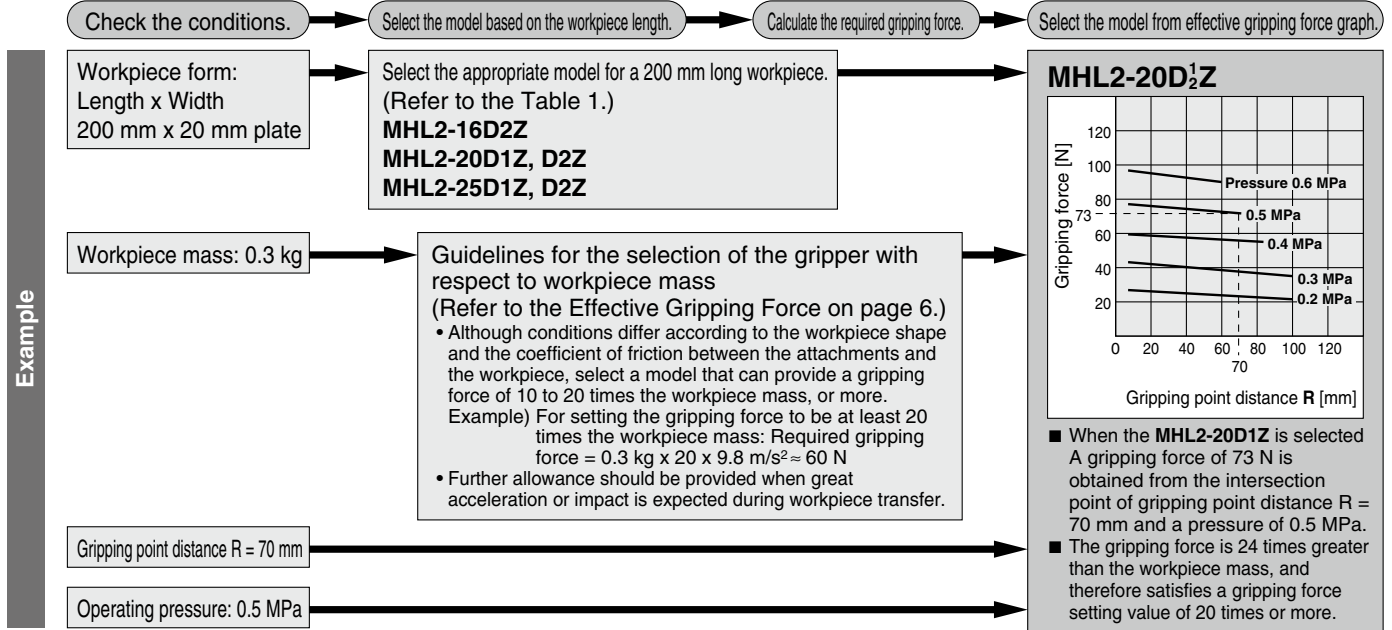 Check the conditions.
Select the model based on the workpiece length.
Calculate the required gripping force.
Select the model from effective gripping force graph.
Example
Workpiece form:
Length x Width
200 mm x 20 mm plate
Select the appropriate model for a 200 mm long workpiece.
(Refer to the Table 1.)
MHL2-16D2Z
MHL2-20D1Z, D2Z
MHL2-25D1Z, D2Z
Workpiece mass: 0.3 kg
Guidelines for the selection of the gripper with
respect to workpiece mass
(Refer to the Effective Gripping Force on page 6.)
• Although conditions differ according to the workpiece shape
and the coefficient of friction between the attachments and
the workpiece, select a model that can provide a gripping
force of 10 to 20 times the workpiece mass, or more.
Example) For setting the gripping force to be at least 20
times the workpiece mass: Required gripping
force = 0.3 kg x 20 x 9.8 m/s² ≈ 60 N
• Further allowance should be provided when great
acceleration or impact is expected during workpiece transfer.
Gripping point distance R = 70 mm
Operating pressure: 0.5 MPa
MHL2-20D½Z
Gripping force [N]
120
100
80
73
60
40
20
Pressure 0.6 MPa
0.5 MPa
0.4 MPa
0.3 MPa
0.2 MPa
0 20 40 60 80 100 120
70
Gripping point distance R [mm]
■ When the MHL2-20D1Z is selected
A gripping force of 73 N is
obtained from the intersection
point of gripping point distance R =
70 mm and a pressure of 0.5 MPa.
■ The gripping force is 24 times greater
than the workpiece mass, and
therefore satisfies a gripping force
setting value of 20 times or more.